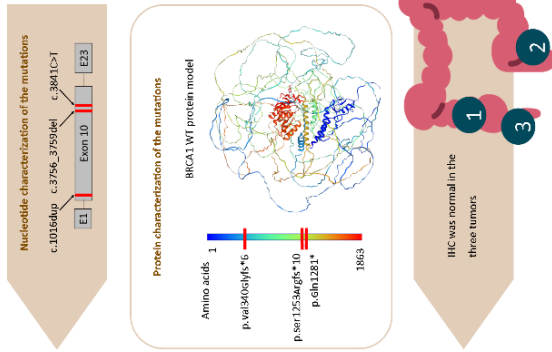 Nucleotide characterization of the mutations
c.1016dup
c.3756_3759del
c.3841C>T
E1
Exon 10
E23
Protein characterization of the mutations
BRCA1 WT protein model
Amino acids
1
p.val340Glyfs*6
p.ser1253Argfs*10
p.Gln1281*
1863
IHC was normal in the
three tumors
1
2
3